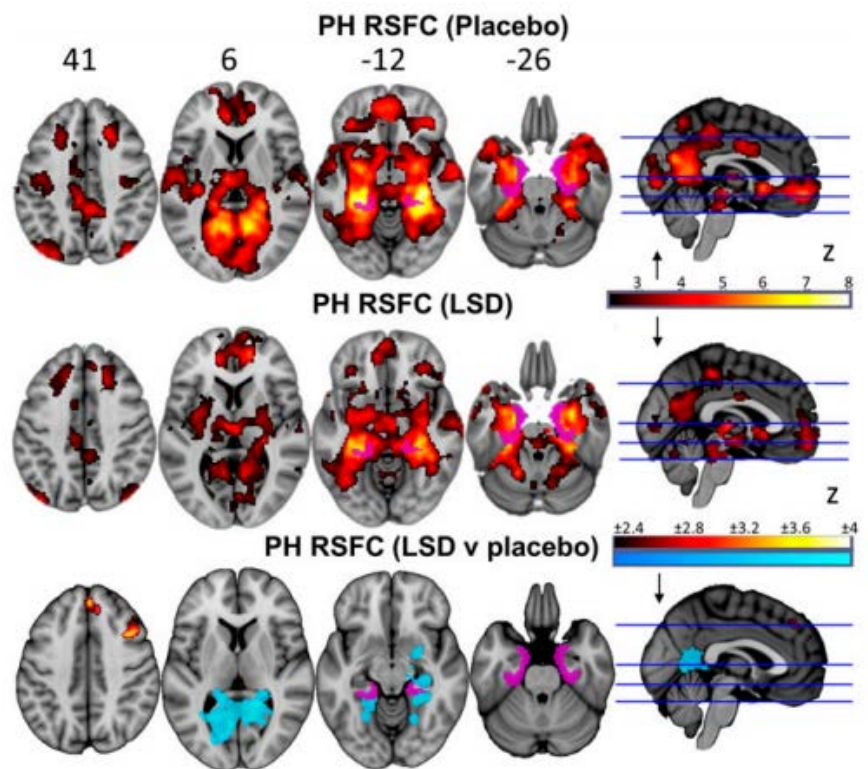 PH RSFC (Placebo)
41 6 -12 -26
Z
3 4 5 6 7 8
PH RSFC (LSD)
Z
±2.4 ±2.8 ±3.2 ±3.6 ±4
PH RSFC (LSD v placebo)